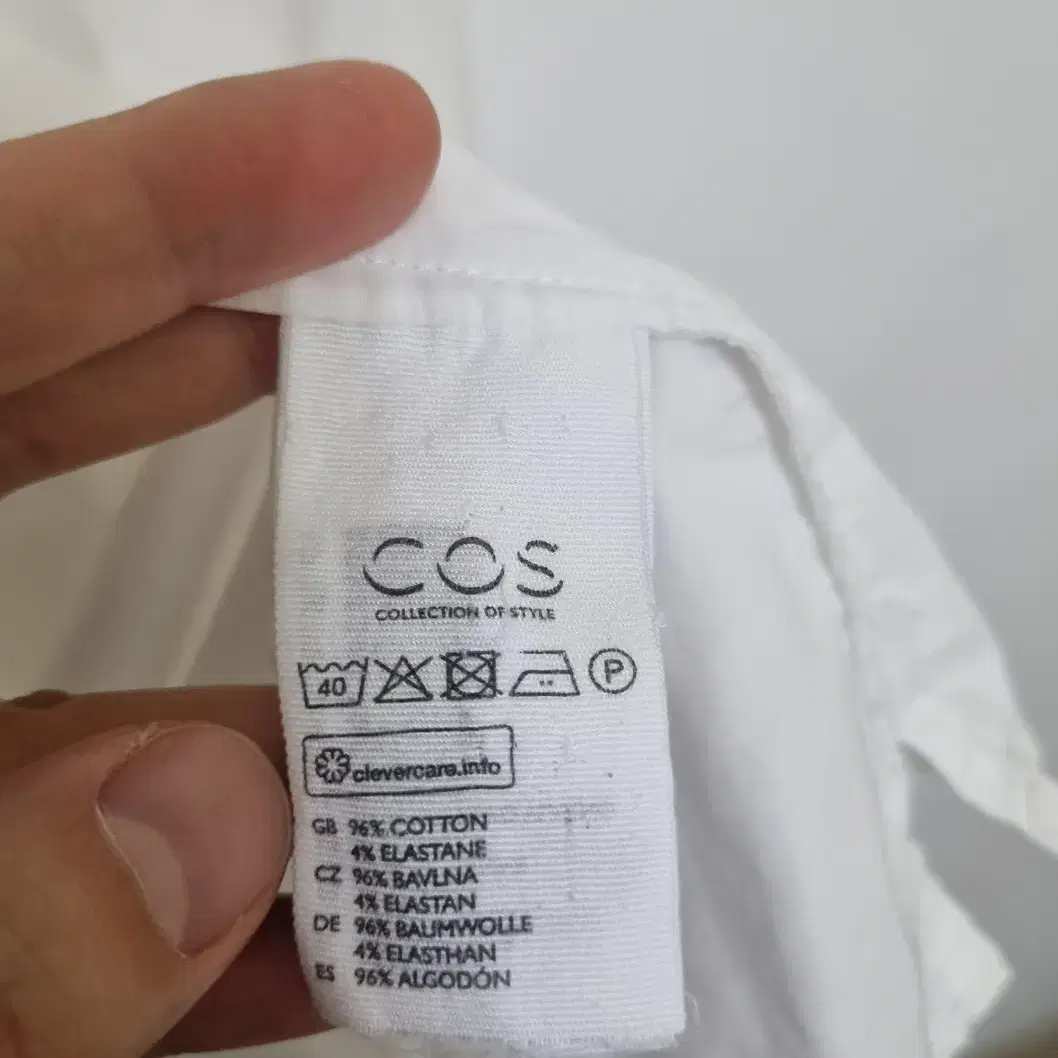 COS
COLLECTION OF STYLE
40 P
clevercare.info
GB 96% COTTON
4% ELASTANE
CZ 96% BAVLNA
4% ELASTAN
DE 96% BAUMWOLLE
4% ELASTHAN
ES 96% ALGODÓN